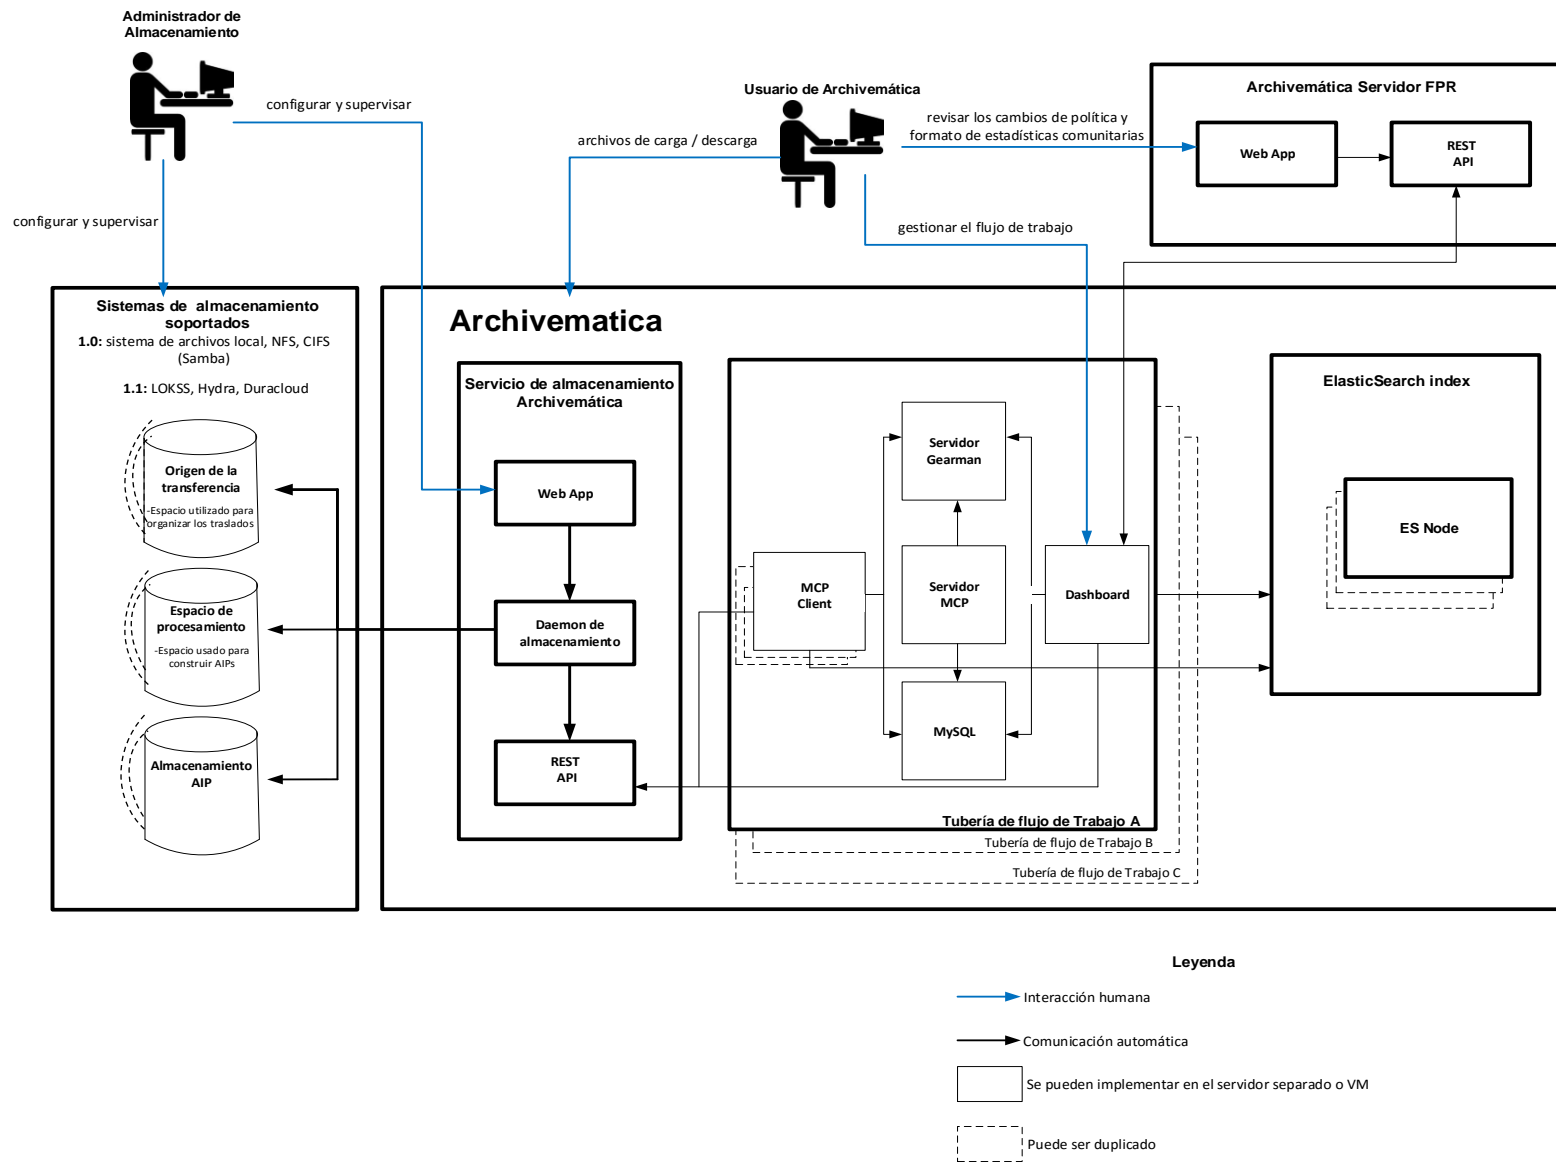 Administrador de
Almacenamiento
configurar y supervisar
configurar y supervisar
Usuario de Archivemática
archivos de carga / descarga
revisar los cambios de política y
formato de estadísticas comunitarias
gestionar el flujo de trabajo
Archivemática Servidor FPR
Web App
REST
API
Sistemas de almacenamiento
soportados
1.0: sistema de archivos local, NFS, CIFS
(Samba)
1.1: LOKSS, Hydra, Duracloud
Origen de la
transferencia
-Espacio utilizado para
organizar los traslados
Espacio de
procesamiento
-Espacio usado para
construir AIPs
Almacenamiento
AIP
Archivematica
Servicio de almacenamiento
Archivemática
Web App
Daemon de
almacenamiento
REST
API
Servidor
Gearman
MCP
Client
Servidor
MCP
Dashboard
MySQL
Tubería de flujo de Trabajo A
Tubería de flujo de Trabajo B
Tubería de flujo de Trabajo C
ElasticSearch index
ES Node
Leyenda
Interacción humana
Comunicación automática
Se pueden implementar en el servidor separado o VM
Puede ser duplicado